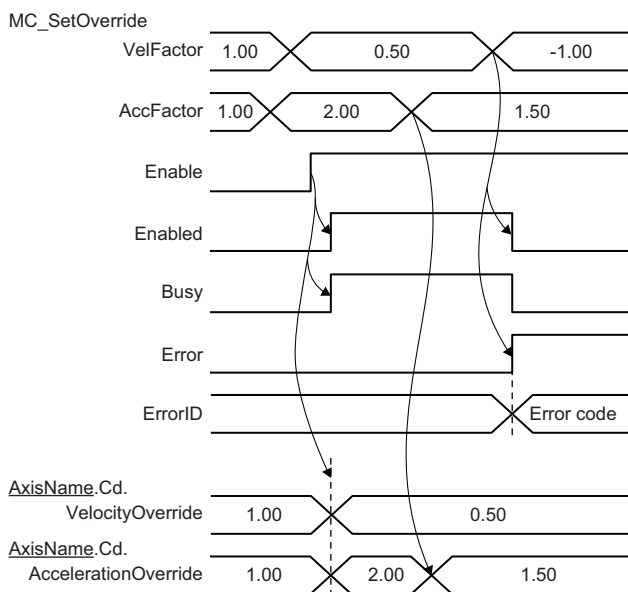 MC_SetOverride
VelFactor 1.00 0.50 -1.00
AccFactor 1.00 2.00 1.50
Enable
Enabled
Busy
Error
ErrorID Error code
AxisName.Cd.
VelocityOverride 1.00 0.50
AxisName.Cd.
AccelerationOverride 1.00 2.00 1.50